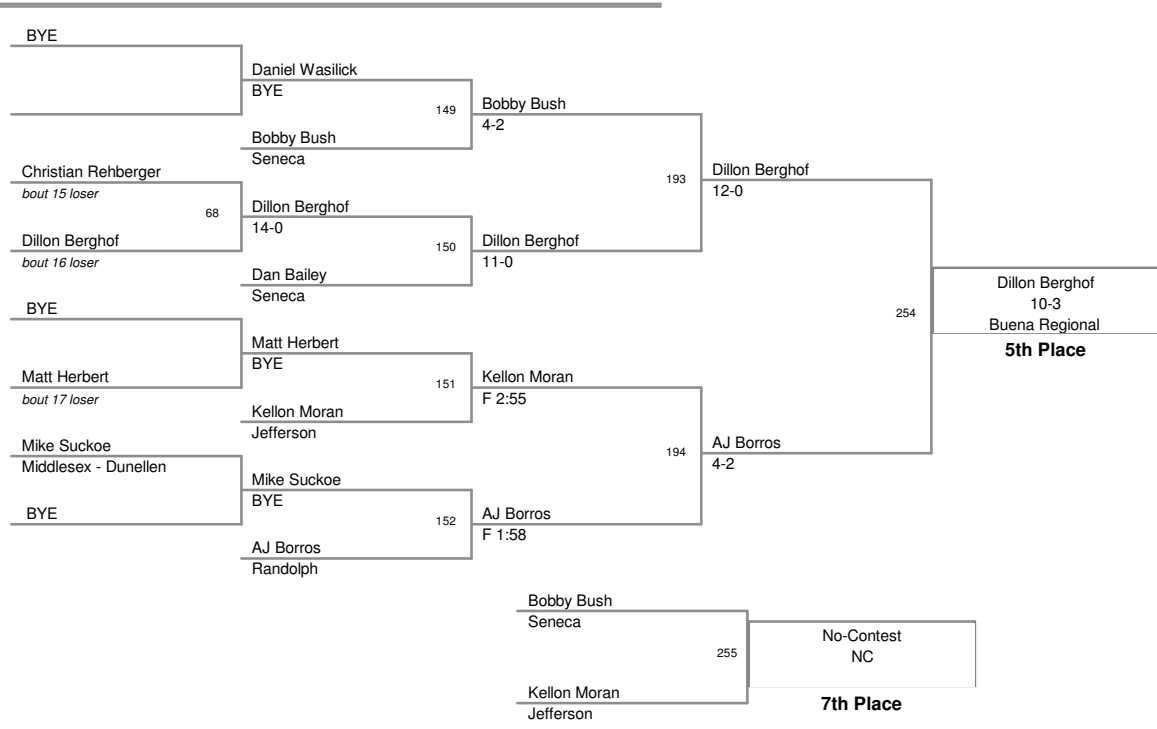 BYE
Daniel Wasilick
BYE
149
Bobby Bush
4-2
Bobby Bush
Seneca
Christian Rehberger
bout 15 loser
193
Dillon Berghof
12-0
68
Dillon Berghof
14-0
Dillon Berghof
bout 16 loser
150
Dillon Berghof
11-0
Dan Bailey
Seneca
Dillon Berghof
10-3
Buena Regional
5th Place
254
BYE
Matt Herbert
BYE
Matt Herbert
bout 17 loser
151
Kellon Moran
F 2:55
Kellon Moran
Jefferson
Mike Suckoe
Middlesex - Dunellen
194
AJ Borros
4-2
Mike Suckoe
BYE
BYE
152
AJ Borros
F 1:58
AJ Borros
Randolph
Bobby Bush
Seneca
255
No-Contest
NC
Kellon Moran
Jefferson
7th Place